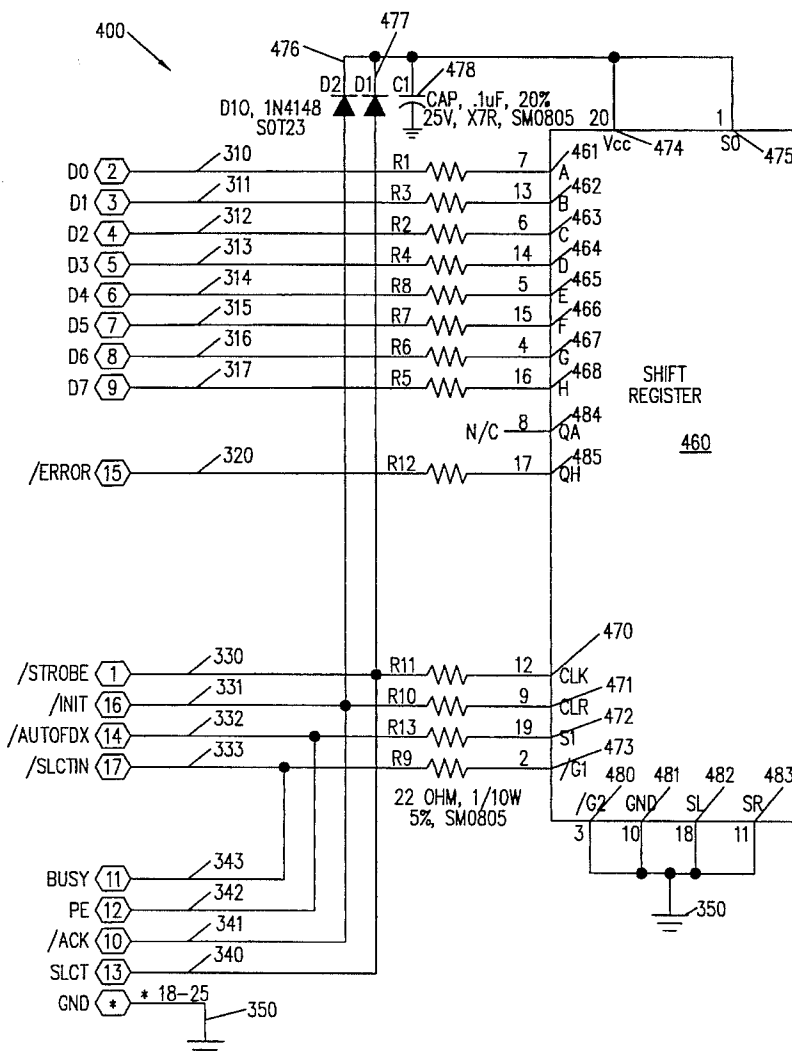 400
476
477
478
D2 D1 C1
D10, 1N4148
SOT23
CAP, .1uF, 20%
25V, X7R, SM0805
20
1
Vcc
474
S0
475
D0 2 310 R1 7 A 461
D1 3 311 R3 13 B 462
D2 4 312 R2 6 C 463
D3 5 313 R4 14 D 464
D4 6 314 R8 5 E 465
D5 7 315 R7 15 F 466
D6 8 316 R6 4 G 467
D7 9 317 R5 16 H 468
SHIFT
REGISTER
460
N/C 8 QA 484
/ERROR 15 320 R12 17 QH 485
/STROBE 1 330 R11 12 CLK 470
/INIT 16 331 R10 9 CLR 471
/AUTOFDX 14 332 R13 19 S1 472
/SLCTIN 17 333 R9 2 /G1 473
22 OHM, 1/10W
5%, SM0805
480 481 482 483
/G2 GND SL SR
3 10 18 11
350
BUSY 11 343
PE 12 342
/ACK 10 341
SLCT 13 340
GND * * 18-25
350